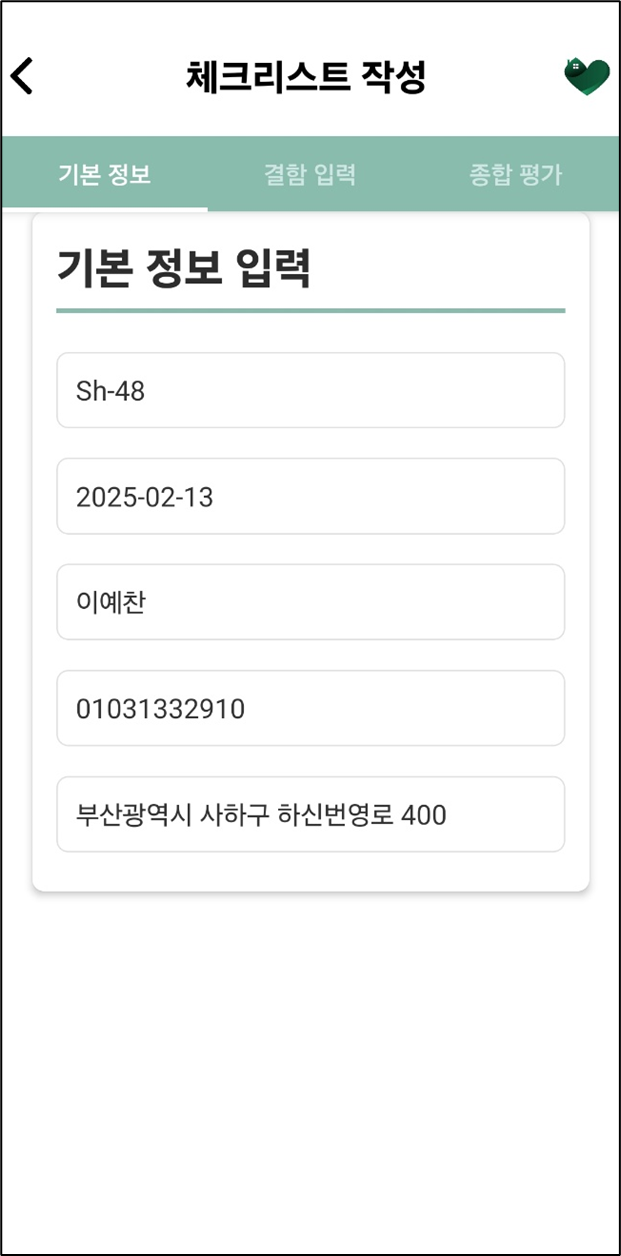 체크리스트 작성
기본 정보 결함 입력 종합 평가
기본 정보 입력
Sh-48
2025-02-13
이예찬
01031332910
부산광역시 사하구 하신번영로 400